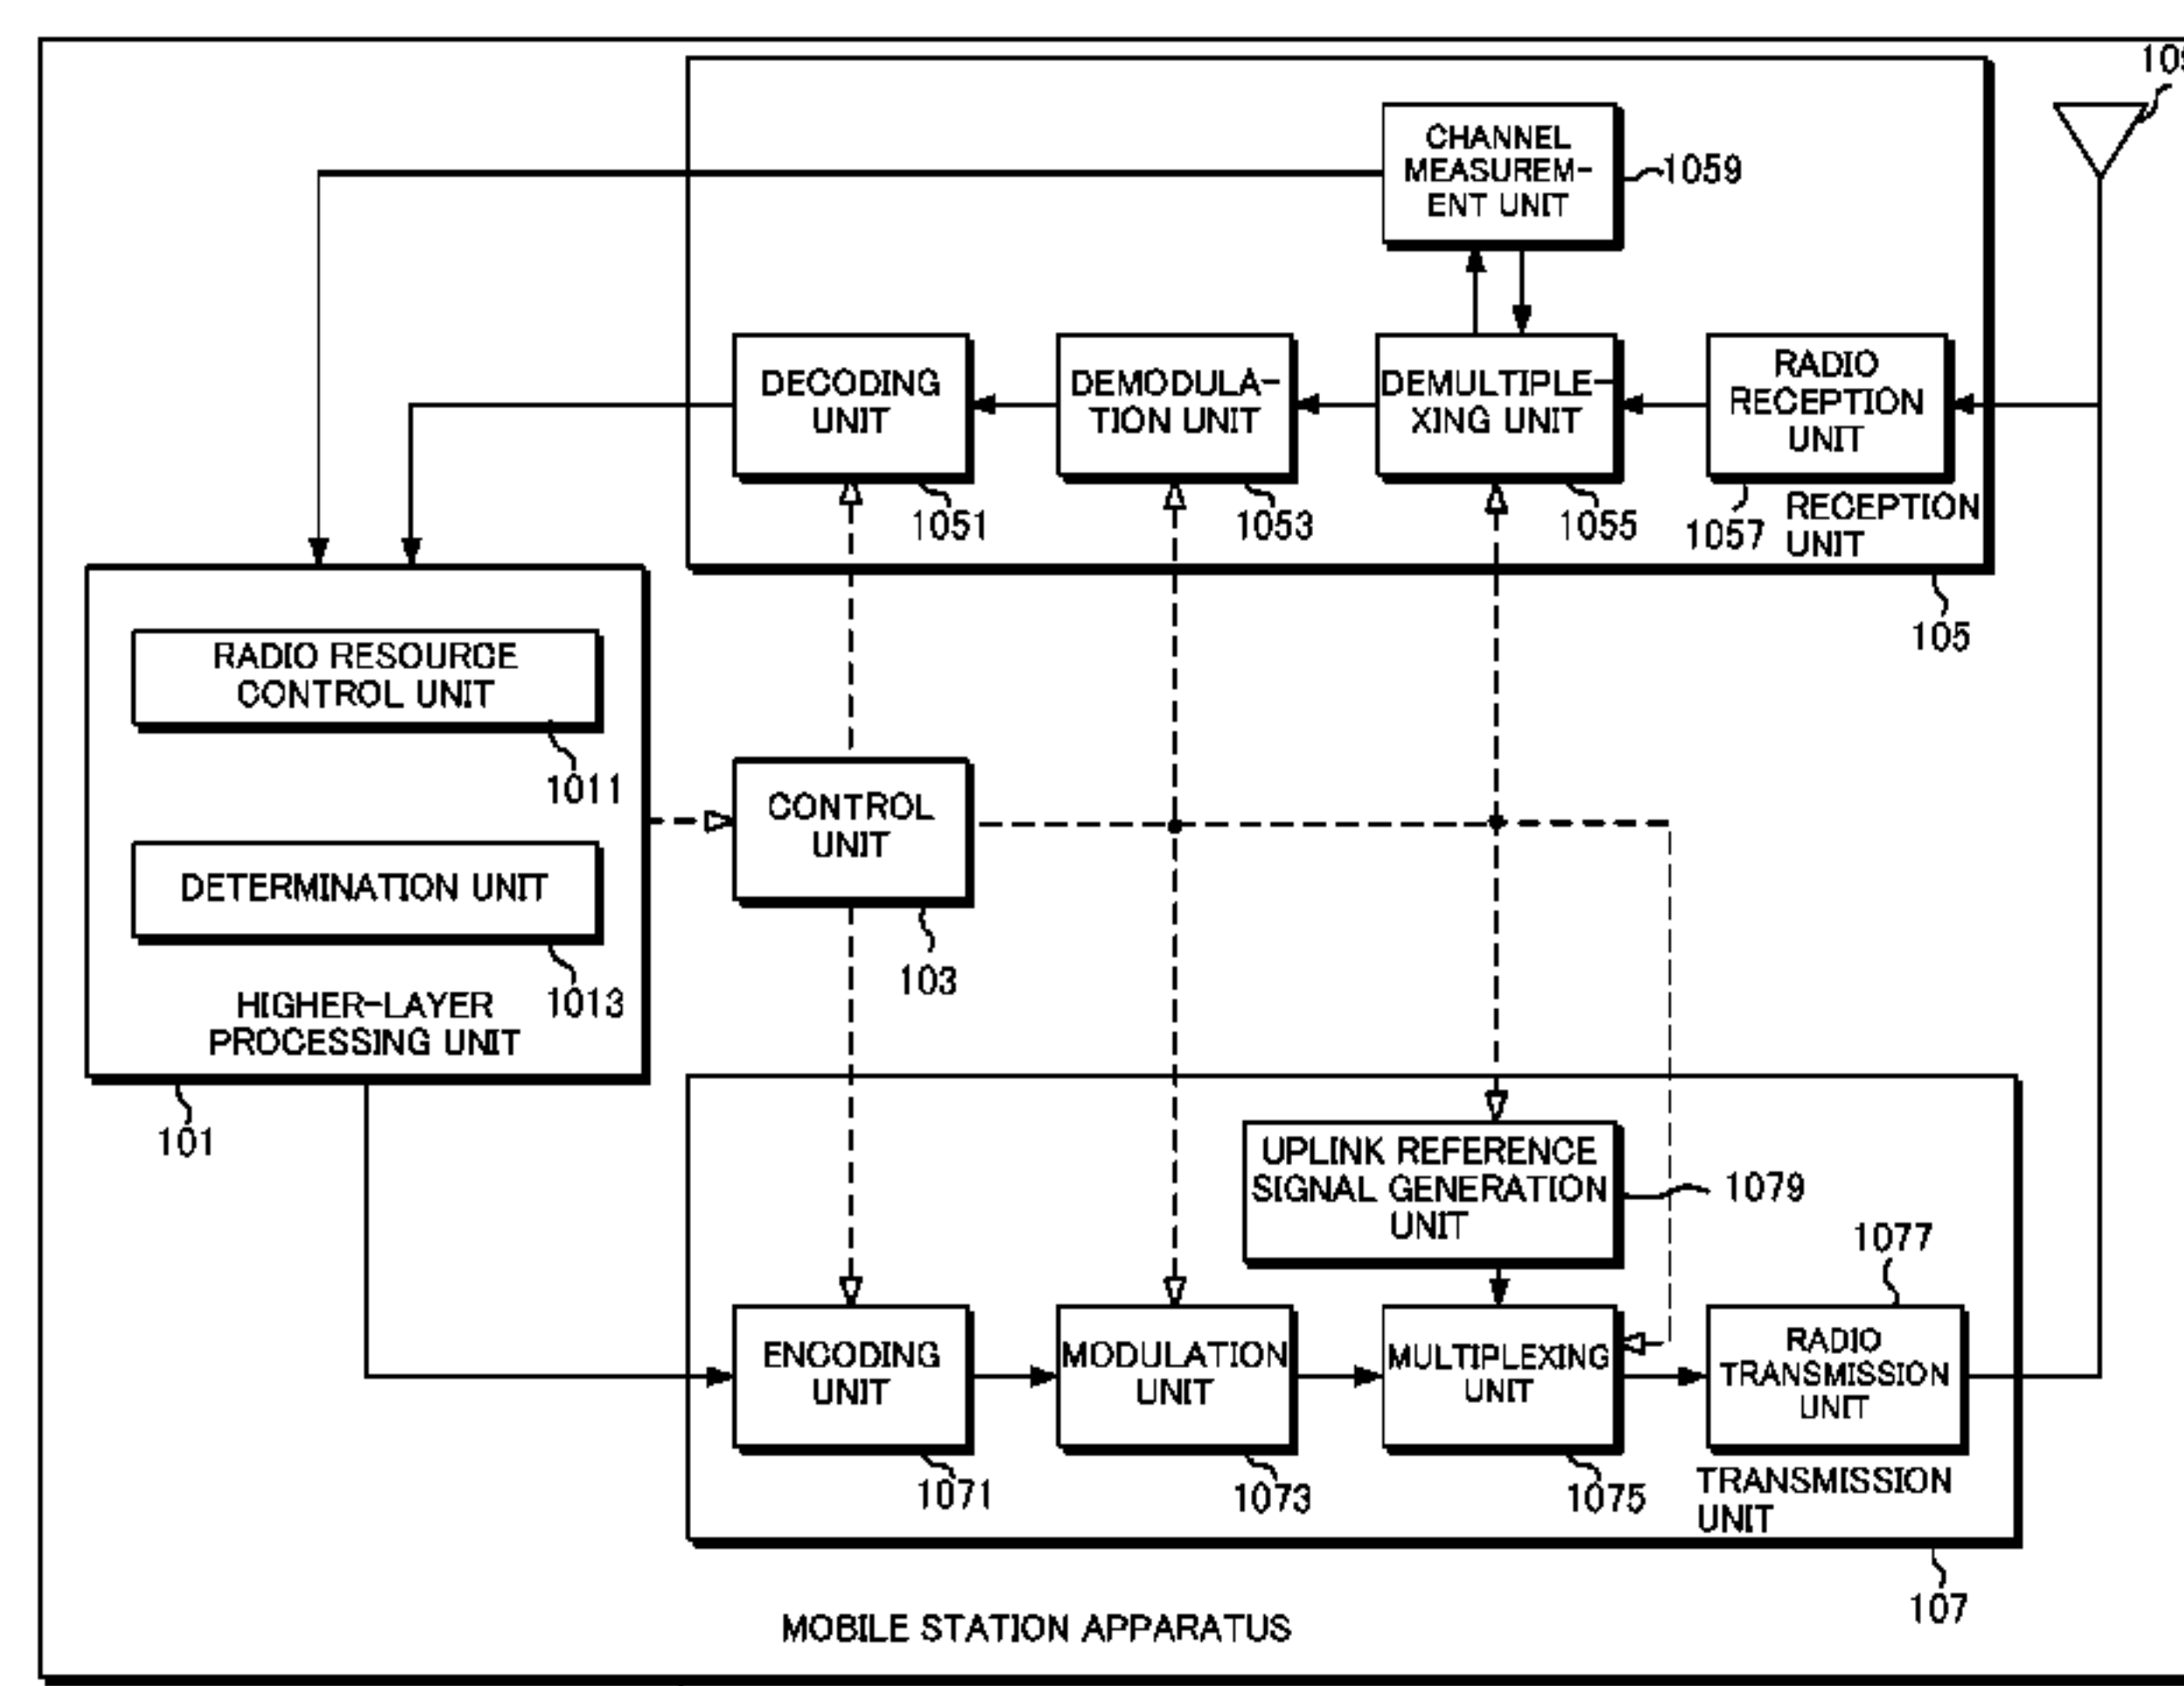 109
CHANNEL
MEASUREM-
ENT UNIT
1059
DECODING
UNIT
1051
DEMODULA-
TION UNIT
1053
DEMULTIPLE-
XING UNIT
1055
RADIO
RECEPTION
UNIT
1057
RECEPTION
UNIT
105
RADIO RESOURCE
CONTROL UNIT
1011
DETERMINATION UNIT
1013
HIGHER-LAYER
PROCESSING UNIT
101
CONTROL
UNIT
103
UPLINK REFERENCE
SIGNAL GENERATION
UNIT
1079
ENCODING
UNIT
1071
MODULATION
UNIT
1073
MULTIPLEXING
UNIT
1075
1077
RADIO
TRANSMISSION
UNIT
TRANSMISSION
UNIT
107
MOBILE STATION APPARATUS